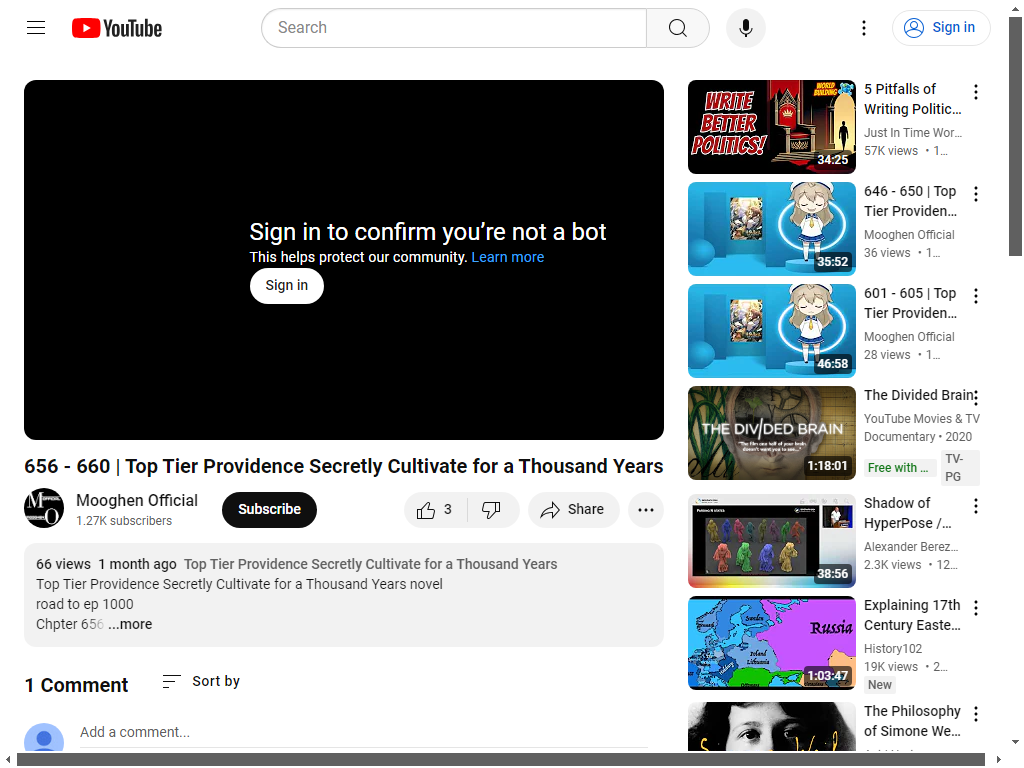 YouTube
Search
Sign in
Sign in to confirm you’re not a bot
This helps protect our community. Learn more
Sign in
656 - 660 | Top Tier Providence Secretly Cultivate for a Thousand Years
Mooghen Official
1.27K subscribers
Subscribe
3
Share
66 views 1 month ago Top Tier Providence Secretly Cultivate for a Thousand Years
Top Tier Providence Secretly Cultivate for a Thousand Years novel
road to ep 1000
Chpter 656 ...more
1 Comment
Sort by
Add a comment...
WRITE
BETTER
POLITICS!
WORLD
BUILDING
34:25
5 Pitfalls of
Writing Politic...
Just In Time Wor...
57K views • 1...
35:52
646 - 650 | Top
Tier Providen...
Mooghen Official
36 views • 1...
46:58
601 - 605 | Top
Tier Providen...
Mooghen Official
28 views • 1...
THE DIVIDED BRAIN
1:18:01
The Divided Brain
YouTube Movies & TV
Documentary • 2020
Free with ...
TV-
PG
38:56
Shadow of
HyperPose /...
Alexander Berez...
2.3K views • 12...
Sweden
Russia
Poland
Lithuania
1:03:47
Explaining 17th
Century Easte...
History102
19K views • 2...
New
The Philosophy
of Simone We...